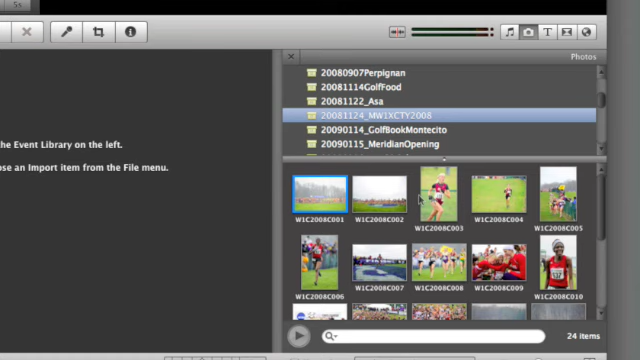 5s
Photos
20080907Perpignan
20081114GolfFood
20081122_Asa
20081124_MW1XCTY2008
20090114_GolfBookMontecito
20090115_MeridianOpening
he Event Library on the left.
ose an Import item from the File menu.
W1C2008C001
W1C2008C002
W1C2008C003
W1C2008C004
W1C2008C005
W1C2008C006
W1C2008C007
W1C2008C008
W1C2008C009
W1C2008C010
24 items